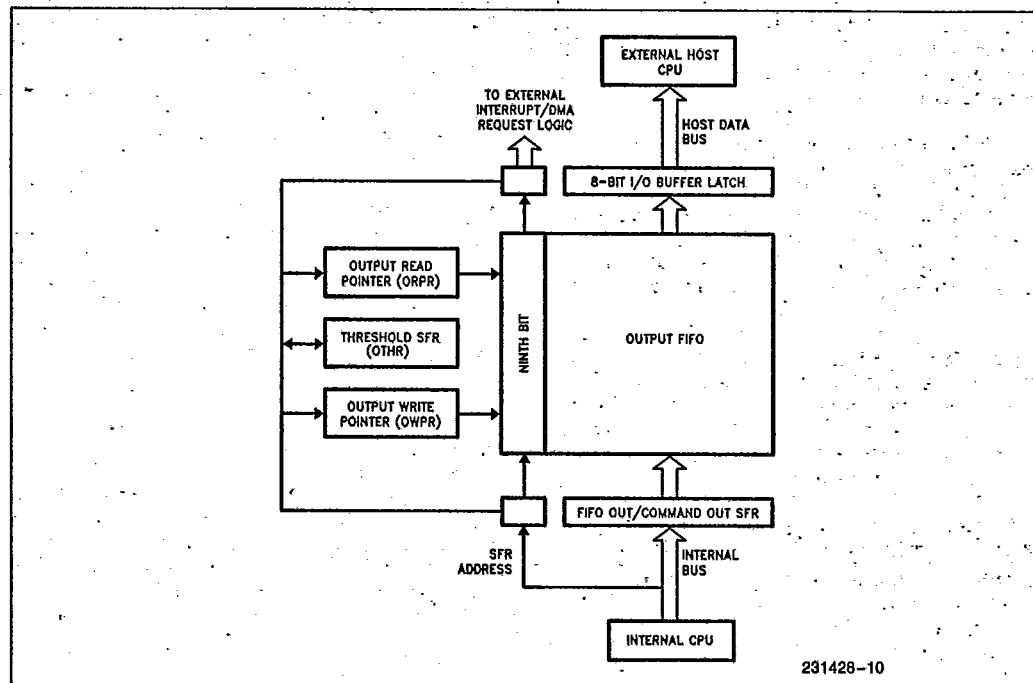 EXTERNAL HOST
CPU
TO EXTERNAL
INTERRUPT/DMA
REQUEST LOGIC
HOST DATA
BUS
8-BIT I/O BUFFER LATCH
OUTPUT READ
POINTER (ORPR)
THRESHOLD SFR
(OTHR)
OUTPUT WRITE
POINTER (OWPR)
NINTH BIT
OUTPUT FIFO
FIFO OUT/COMMAND OUT SFR
SFR
ADDRESS
INTERNAL
BUS
INTERNAL CPU
231428-10